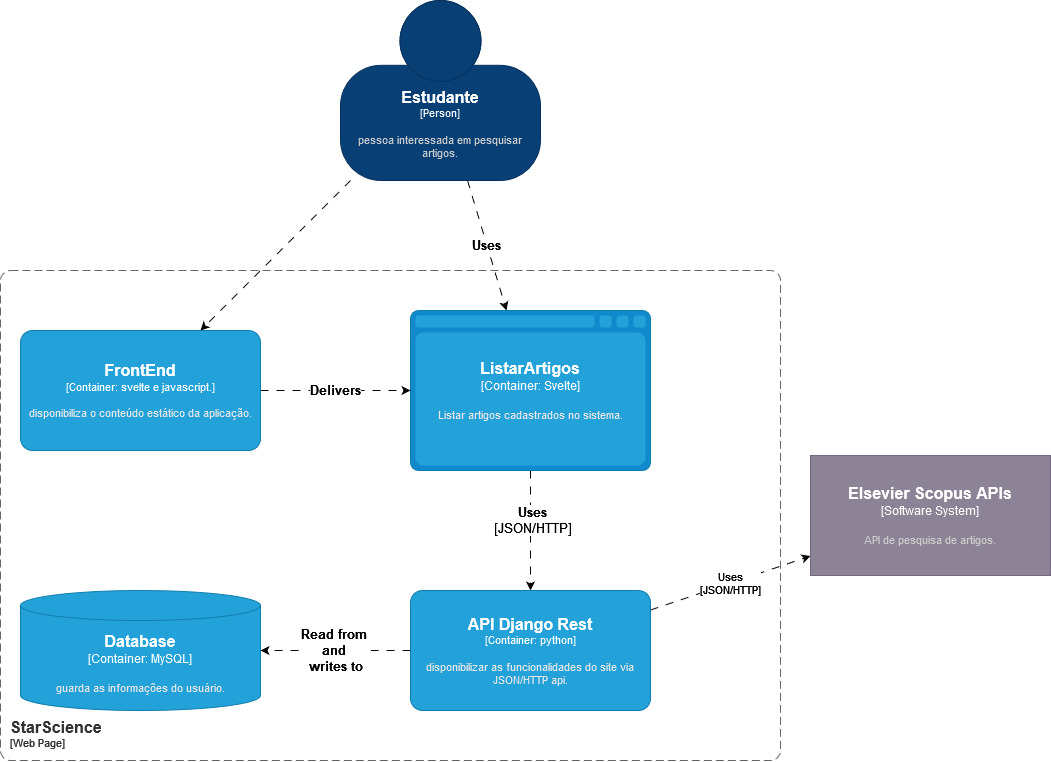 Estudante
[Person]
pessoa interessada em pesquisar
artigos.
Uses
FrontEnd
[Container: svelte e javascript.]
disponibiliza o conteúdo estático da aplicação.
Delivers
ListarArtigos
[Container: Svelte]
Listar artigos cadastrados no sistema.
Uses
[JSON/HTTP]
Elsevier Scopus APIs
[Software System]
API de pesquisa de artigos.
Uses
[JSON/HTTP]
API Django Rest
[Container: python]
disponibilizar as funcionalidades do site via
JSON/HTTP api.
Read from
and
writes to
Database
[Container: MySQL]
guarda as informações do usuário.
StarScience
[Web Page]